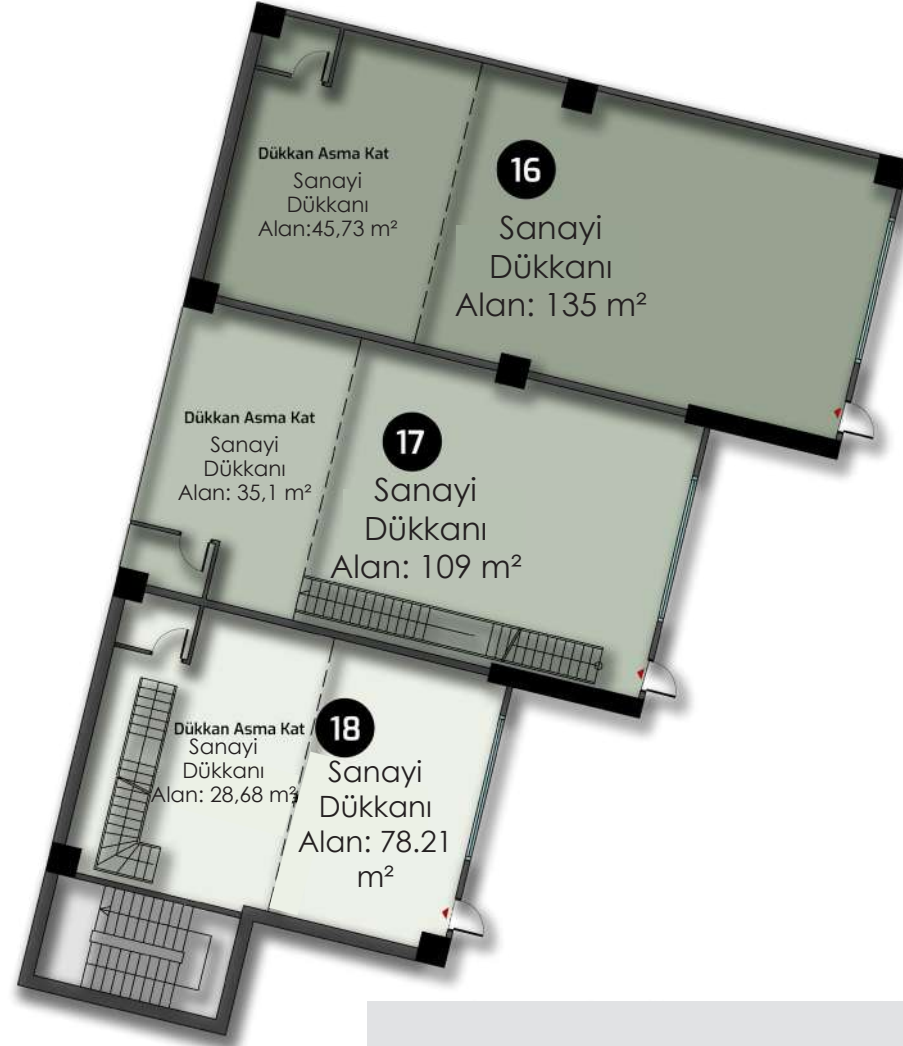 Dükkan Asma Kat
Sanayi
Dükkanı
Alan:45,73 m²
16
Sanayi
Dükkanı
Alan: 135 m²
Dükkan Asma Kat
Sanayi
Dükkanı
Alan: 35,1 m²
17
Sanayi
Dükkanı
Alan: 109 m²
Dükkan Asma Kat
Sanayi
Dükkanı
Alan: 28,68 m²
18
Sanayi
Dükkanı
Alan: 78.21
m²